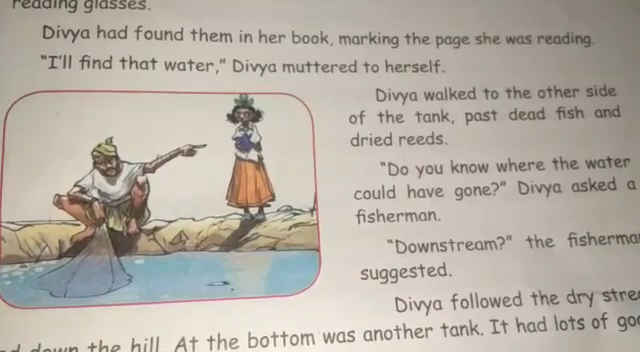 reading glasses.
Divya had found them in her book, marking the page she was reading.
"I'll find that water," Divya muttered to herself.
Divya walked to the other side
of the tank, past dead fish and
dried reeds.
"Do you know where the water
could have gone?" Divya asked a
fisherman.
"Downstream?" the fisherma
suggested.
Divya followed the dry stre
down the hill. At the bottom was another tank. It had lots of goo